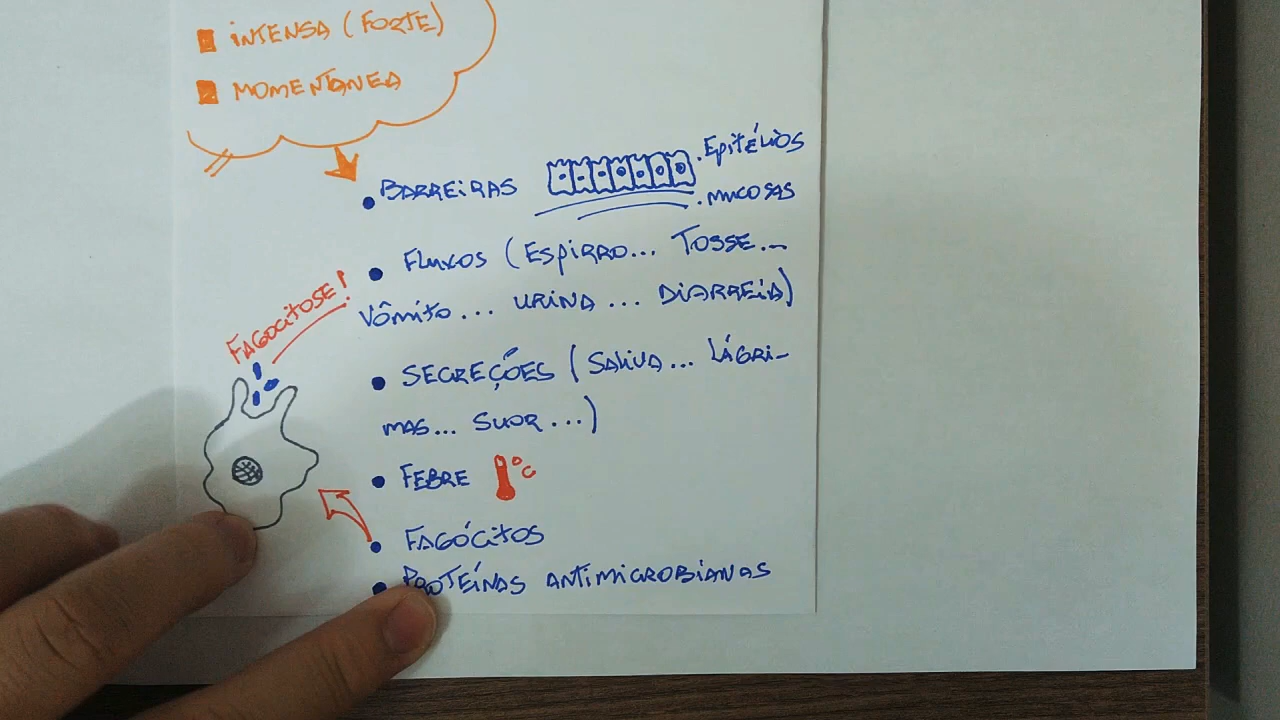 INTENSA (FORTE)
MOMENTANEA
BARREIRAS
. EPITÉLIOS
. MUCOSAS
FLUXOS (ESPIRRO... TOSSE...
VÔMITO... URINA... DIARREIA)
FAGOCITOSE!
SECREÇÕES (SALIVA... LÁGRI-
MAS... SUOR...)
FEBRE °C
FAGÓCITOS
PROTEÍNAS ANTIMICROBIANAS